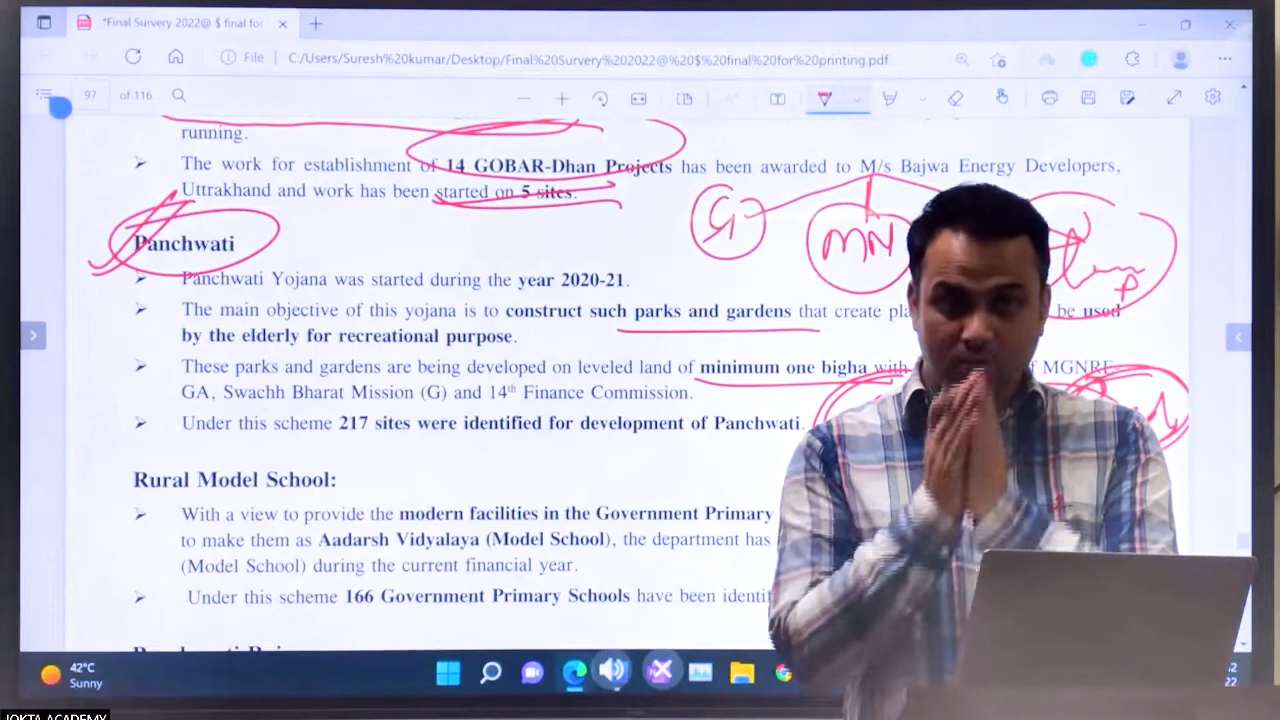 *Final Survery 2022@ $ final for
File
C:/Users/Suresh%20kumar/Desktop/Final%20Survery%202022@%20$%20final%20for%20printing.pdf
97 of 116
running.
➢ The work for establishment of 14 GOBAR-Dhan Projects has been awarded to M/s Bajwa Energy Developers,
Uttrakhand and work has been started on 5 sites.
G
MN
Panchwati
➢ Panchwati Yojana was started during the year 2020-21.
➢ The main objective of this yojana is to construct such parks and gardens that create be used
by the elderly for recreational purpose.
➢ These parks and gardens are being developed on leveled land of minimum one bigha with of MGNRE-
GA, Swachh Bharat Mission (G) and 14th Finance Commission.
➢ Under this scheme 217 sites were identified for development of Panchwati.
Rural Model School:
➢ With a view to provide the modern facilities in the Government Primary
to make them as Aadarsh Vidyalaya (Model School), the department has
(Model School) during the current financial year.
➢ Under this scheme 166 Government Primary Schools have been
42°C
Sunny
JOKTA ACADEMY